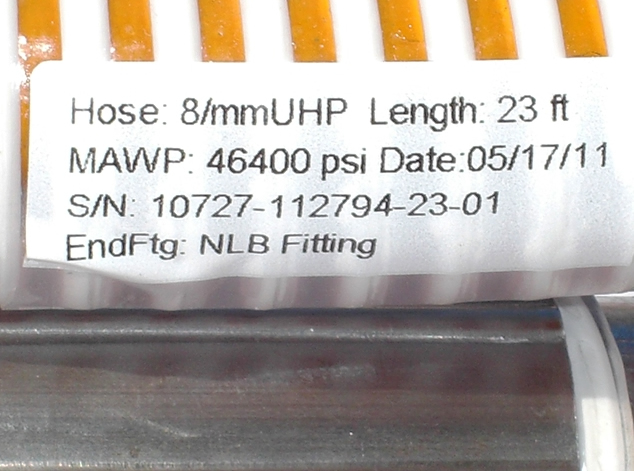 Hose: 8/mmUHP Length: 23 ft
MAWP: 46400 psi Date:05/17/11
S/N: 10727-112794-23-01
EndFtg: NLB Fitting